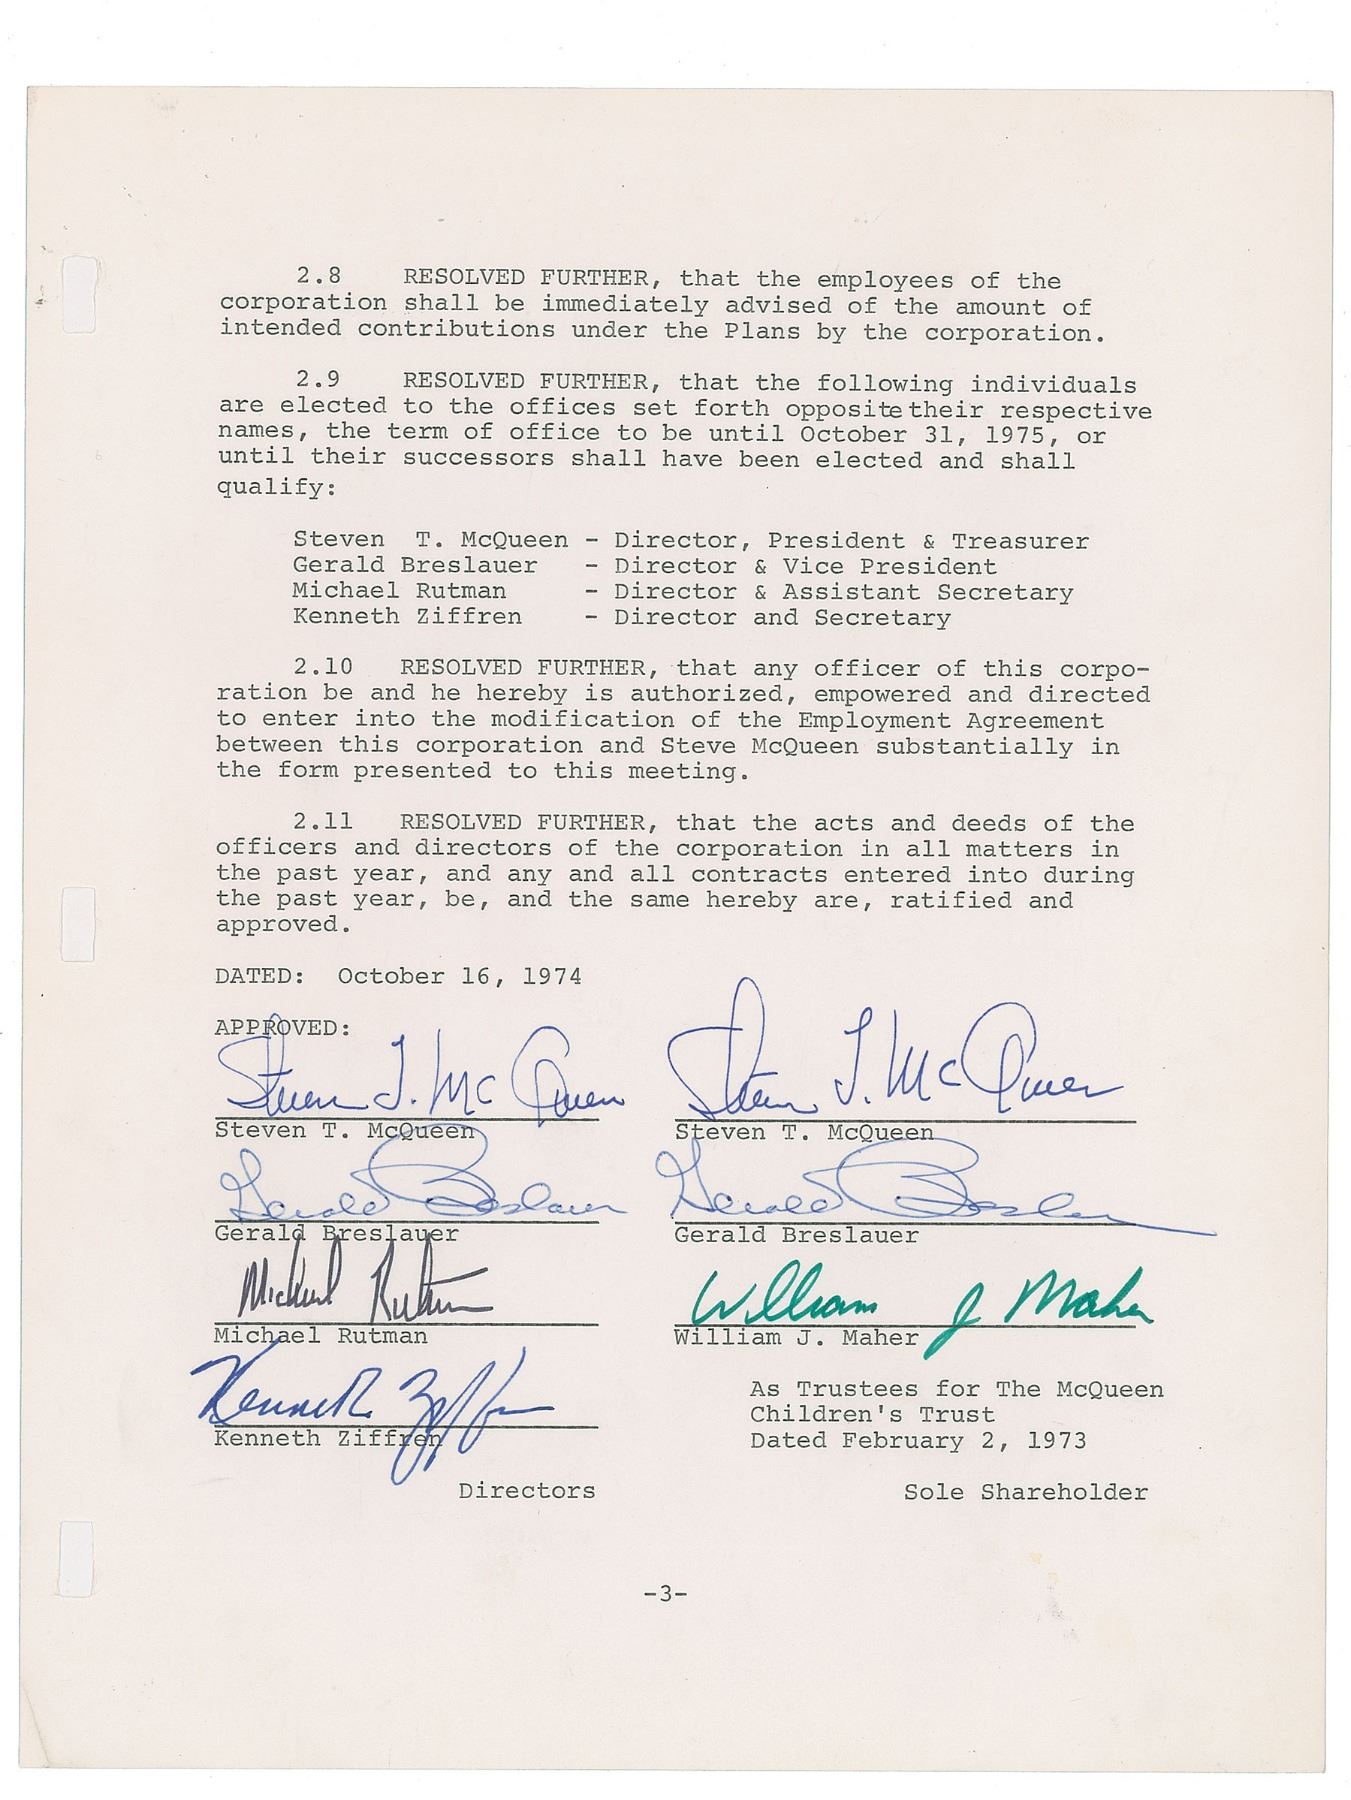 2.8 RESOLVED FURTHER, that the employees of the
corporation shall be immediately advised of the amount of
intended contributions under the Plans by the corporation.
2.9 RESOLVED FURTHER, that the following individuals
are elected to the offices set forth opposite their respective
names, the term of office to be until October 31, 1975, or
until their successors shall have been elected and shall
qualify:
Steven T. McQueen - Director, President & Treasurer
Gerald Breslauer - Director & Vice President
Michael Rutman - Director & Assistant Secretary
Kenneth Ziffren - Director and Secretary
2.10 RESOLVED FURTHER, that any officer of this corpo-
ration be and he hereby is authorized, empowered and directed
to enter into the modification of the Employment Agreement
between this corporation and Steve McQueen substantially in
the form presented to this meeting.
2.11 RESOLVED FURTHER, that the acts and deeds of the
officers and directors of the corporation in all matters in
the past year, and any and all contracts entered into during
the past year, be, and the same hereby are, ratified and
approved.
DATED: October 16, 1974
APPROVED:
Steven T. McQueen
Steven T. McQueen
Gerald Breslauer
Gerald Breslauer
Michael Rutman
Michael Rutman
Kenneth Ziffren
Kenneth Ziffren
Directors
Steven T. McQueen
Steven T. McQueen
Gerald Breslauer
Gerald Breslauer
William J Maher
William J. Maher
As Trustees for The McQueen
Children's Trust
Dated February 2, 1973
Sole Shareholder
-3-